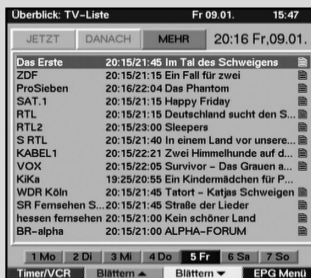 Überblick: TV-Liste Fr 09.01. 15:47
JETZT DANACH MEHR 20:16 Fr,09.01.
Das Erste 20:15/21:45 Im Tal des Schweigens
ZDF 20:15/21:15 Ein Fall für zwei
ProSieben 20:16/22:04 Das Phantom
SAT.1 20:15/21:15 Happy Friday
RTL 20:15/21:15 Deutschland sucht den S...
RTL2 20:15/23:00 Sleepers
S RTL 20:15/21:40 In einem Land vor unsere...
KABEL1 20:15/22:21 Zwei Himmelhunde auf d...
VOX 20:15/22:05 Survivor - Das Grauen a...
KiKa 19:25/20:55 Ein Kindermädchen für P...
WDR Köln 20:15/21:45 Tatort - Katjas Schweigen
SR Fernsehen S... 20:15/21:45 Straße der Lieder
hessen fernsehen 20:15/21:00 Kein schöner Land
BR-alpha 20:00/21:00 ALPHA-FORUM
1 Mo 2 Di 3 Mi 4 Do 5 Fr 6 Sa 7 So
Timer/VCR Blättern ▲ Blättern ▼ EPG Menü